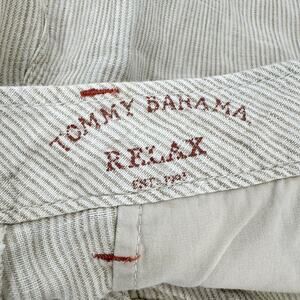 TOMMY BAHAMA
RELAX
EST. 1993